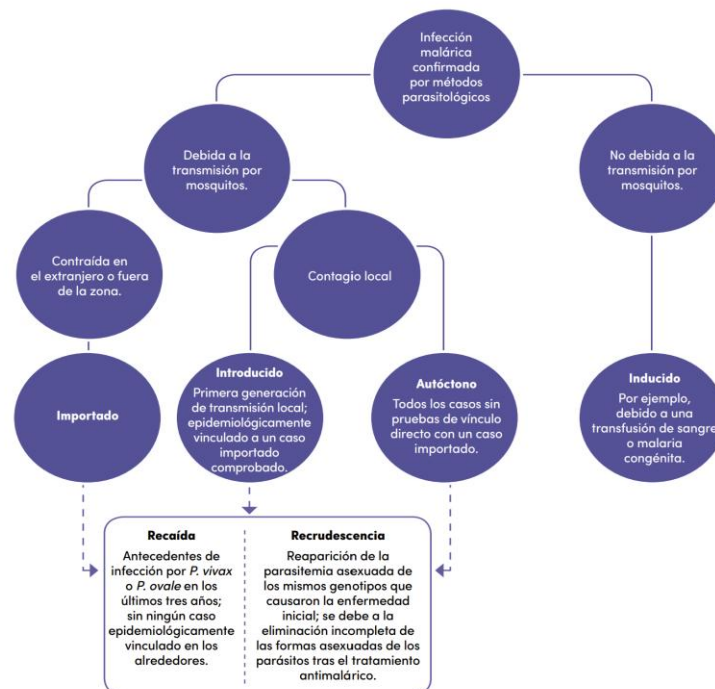 Infección
malárica
confirmada
por métodos
parasitológicos
Debida a la
transmisión por
mosquitos.
No debida a la
transmisión por
mosquitos.
Contraída en
el extranjero o fuera
de la zona.
Contagio local
Importado
Introducido
Primera generación
de transmisión local;
epidemiológicamente
vinculado a un caso
importado
comprobado.
Autóctono
Todos los casos sin
pruebas de vínculo
directo con un caso
importado.
Inducido
Por ejemplo,
debido a una
transfusión de sangre
o malaria
congénita.
Recaída
Antecedentes de
infección por P. vivax
o P. ovale en los
últimos tres años;
sin ningún caso
epidemiológicamente
vinculado en los
alrededores.
Recrudescencia
Reaparición de la
parasitemia asexuada de
los mismos genotipos que
causaron la enfermedad
inicial; se debe a
la eliminación incompleta de
las formas asexuadas de los
parásitos tras el tratamiento
antimalárico.